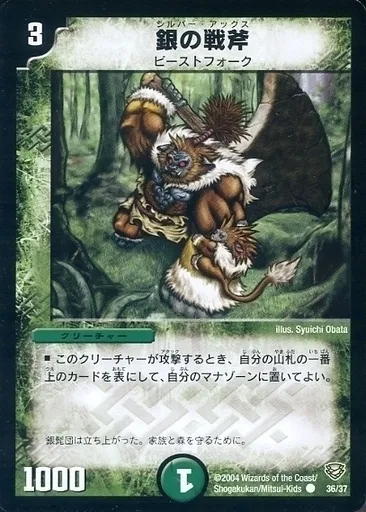 3
シルバー・アックス
銀の戦斧
ビーストフォーク
illus. Syuichi Obata
クリーチャー
■ このクリーチャーが攻撃するとき、自分の山札の一番
上のカードを表にして、自分のマナゾーンに置いてよい。
銀髭団は立ち上がった。家族と森を守るために。
1000
1
©2004 Wizards of the Coast/
Shogakukan/Mitsui-Kids
36/37